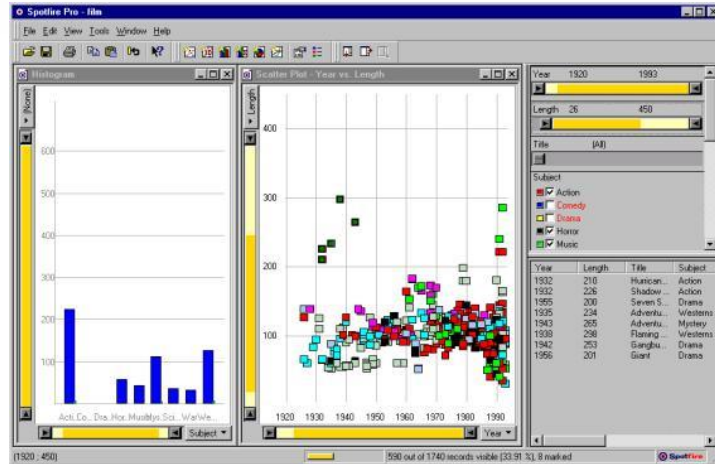 Spotfire Pro - film
File Edit View Tools Window Help
Histogram
(None)
600
500
400
300
200
100
Acti..Co.. Dra..Hor..MusiMys.Sci.. WarWe...
Subject
Scatter Plot - Year vs. Length
Length
400
300
200
100
1920 1930 1940 1950 1960 1970 1980 1990
Year
Year 1920 1993
Length 26 450
Title (All)
Subject
Action
Comedy
Drama
Horror
Music
Year Length Title Subject
1932 210 Hurrican... Action
1932 226 Shadow ... Action
1955 200 Seven S... Drama
1935 234 Adventu... Westerns
1943 265 Adventu... Mystery
1938 298 Flaming ... Westerns
1942 253 Gangbu... Drama
1956 201 Giant Drama
(1920 ; 450)
590 out of 1740 records visible (33.91 %), 8 marked
Spotfire